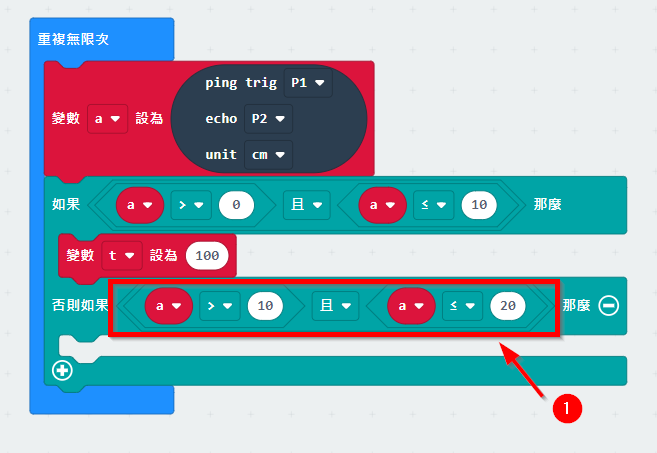 重複無限次
ping trig P1
變數 a 設為 echo P2
unit cm
如果 a > 0 且 a ≤ 10 那麼
變數 t 設為 100
否則如果 a > 10 且 a ≤ 20 那麼
1